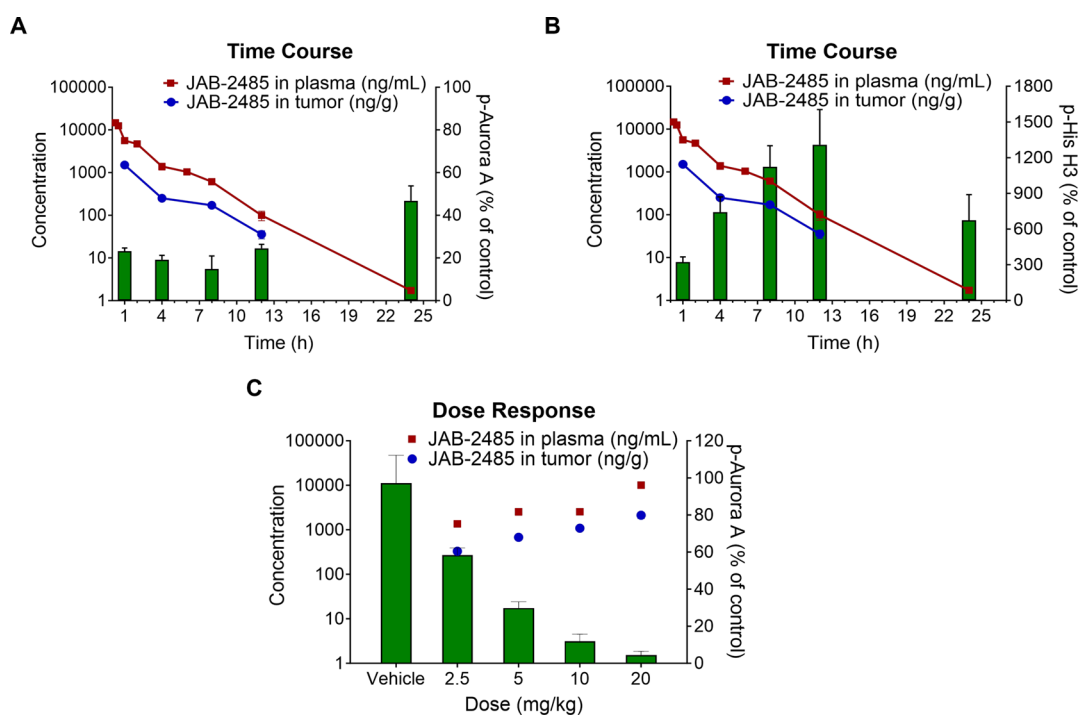 A
Time Course
JAB-2485 in plasma (ng/mL)
JAB-2485 in tumor (ng/g)
100000
10000
1000
100
10
1
Concentration
100
80
60
40
20
0
p-Aurora A (% of control)
1 4 7 10 13 16 19 22 25
Time (h)
B
Time Course
JAB-2485 in plasma (ng/mL)
JAB-2485 in tumor (ng/g)
100000
10000
1000
100
10
1
Concentration
1800
1500
1200
900
600
300
0
p-His H3 (% of control)
1 4 7 10 13 16 19 22 25
Time (h)
C
Dose Response
JAB-2485 in plasma (ng/mL)
JAB-2485 in tumor (ng/g)
100000
10000
1000
100
10
1
Concentration
120
100
80
60
40
20
0
p-Aurora A (% of control)
Vehicle 2.5 5 10 20
Dose (mg/kg)